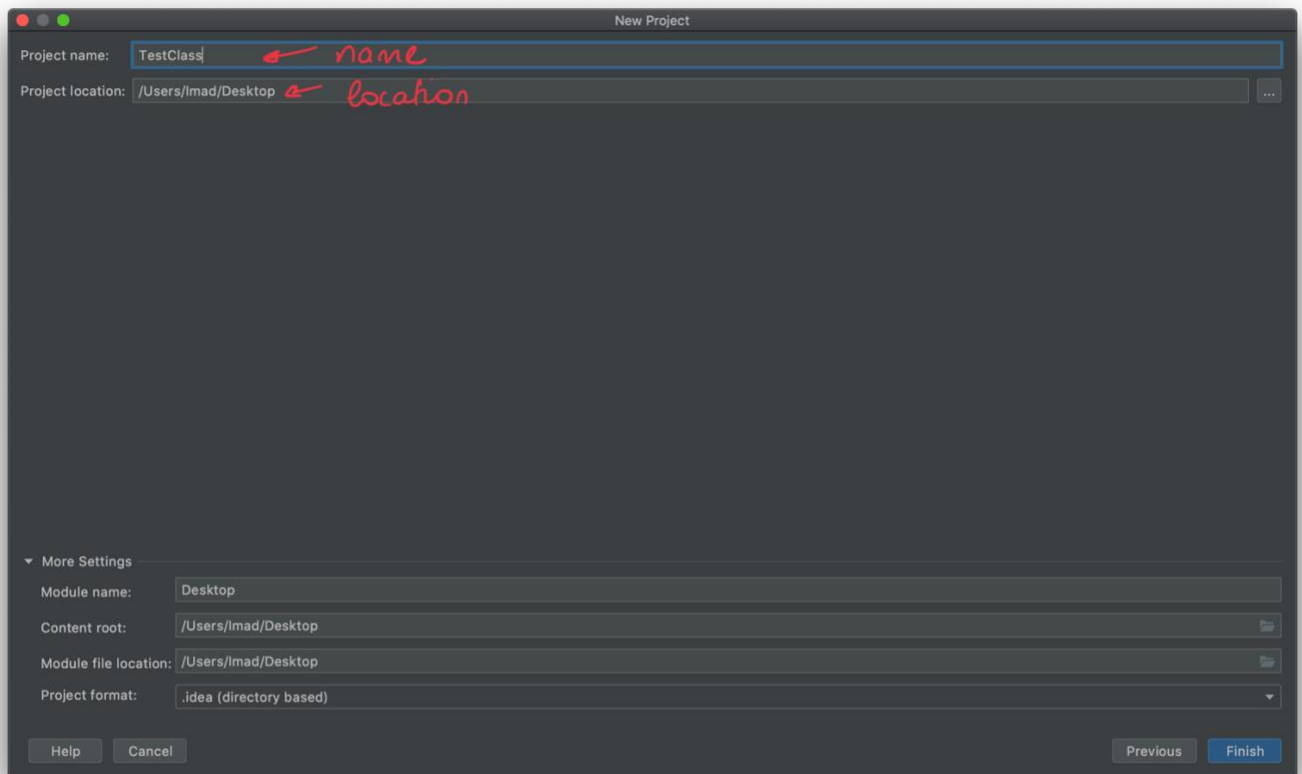 New Project
Project name: TestClass name
Project location: /Users/Imad/Desktop location ...
More Settings
Module name: Desktop
Content root: /Users/Imad/Desktop
Module file location: /Users/Imad/Desktop
Project format: .idea (directory based)
Help Cancel Previous Finish